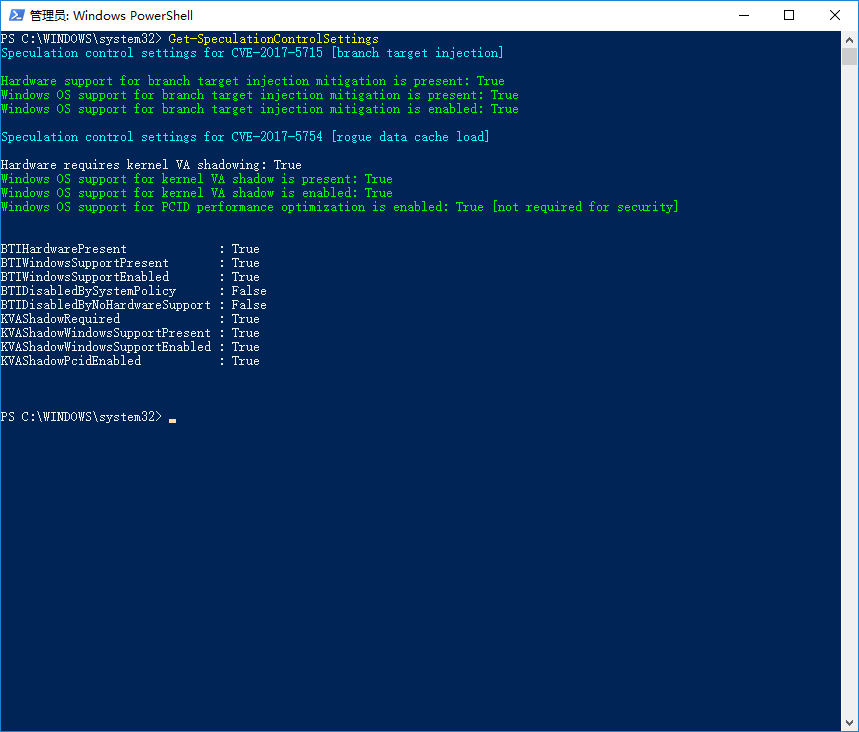 管理员: Windows PowerShell
PS C:\WINDOWS\system32> Get-SpeculationControlSettings
Speculation control settings for CVE-2017-5715 [branch target injection]
Hardware support for branch target injection mitigation is present: True
Windows OS support for branch target injection mitigation is present: True
Windows OS support for branch target injection mitigation is enabled: True
Speculation control settings for CVE-2017-5754 [rogue data cache load]
Hardware requires kernel VA shadowing: True
Windows OS support for kernel VA shadow is present: True
Windows OS support for kernel VA shadow is enabled: True
Windows OS support for PCID performance optimization is enabled: True [not required for security]
BTIHardwarePresent : True
BTIWindowsSupportPresent : True
BTIWindowsSupportEnabled : True
BTIDisabledBySystemPolicy : False
BTIDisabledByNoHardwareSupport : False
KVAShadowRequired : True
KVAShadowWindowsSupportPresent : True
KVAShadowWindowsSupportEnabled : True
KVAShadowPcidEnabled : True
PS C:\WINDOWS\system32>